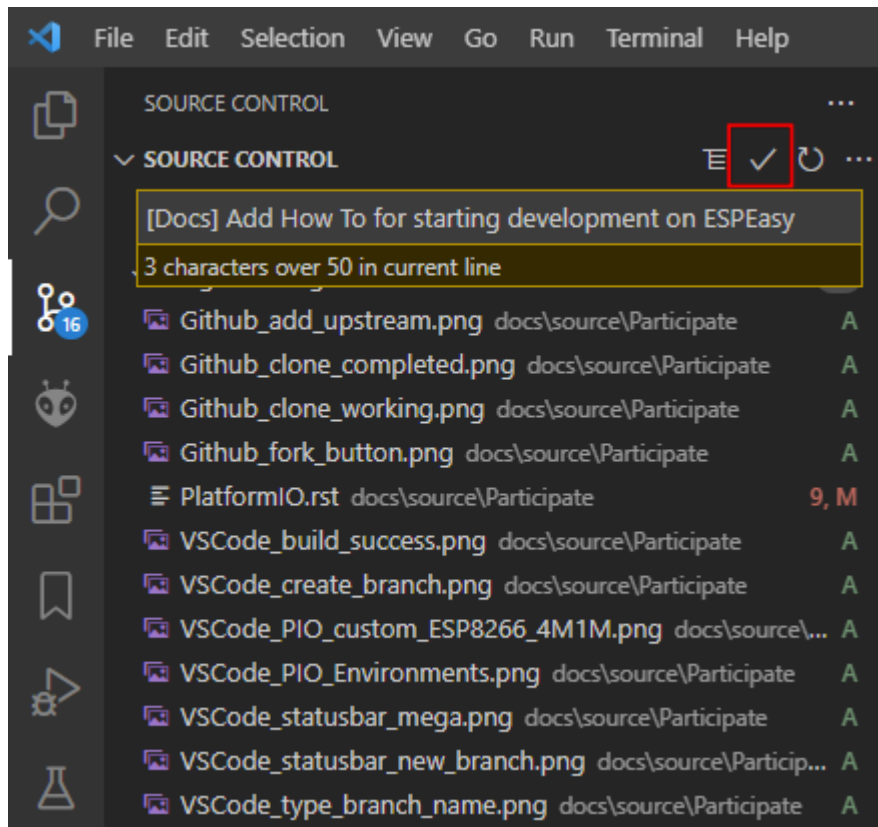 File Edit Selection View Go Run Terminal Help
SOURCE CONTROL ...
SOURCE CONTROL ...
[Docs] Add How To for starting development on ESPEasy
3 characters over 50 in current line
16
Github_add_upstream.png docs\source\Participate A
Github_clone_completed.png docs\source\Participate A
Github_clone_working.png docs\source\Participate A
Github_fork_button.png docs\source\Participate A
PlatformIO.rst docs\source\Participate 9, M
VSCode_build_success.png docs\source\Participate A
VSCode_create_branch.png docs\source\Participate A
VSCode_PIO_custom_ESP8266_4M1M.png docs\source\... A
VSCode_PIO_Environments.png docs\source\Participate A
VSCode_statusbar_mega.png docs\source\Participate A
VSCode_statusbar_new_branch.png docs\source\Particip... A
VSCode_type_branch_name.png docs\source\Participate A